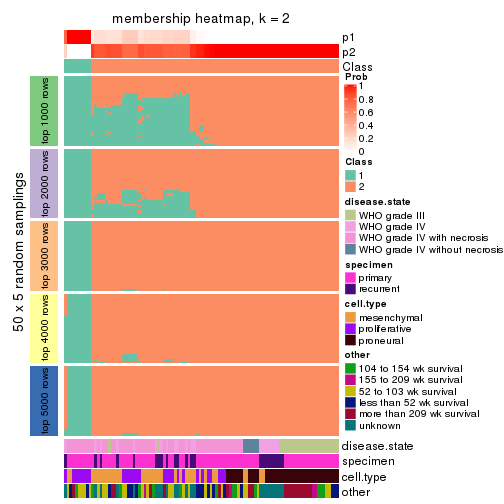 membership heatmap, k = 2
p1
p2
Class
50 x 5 random samplings
top 1000 rows
top 2000 rows
top 3000 rows
top 4000 rows
top 5000 rows
Prob
1
0.8
0.6
0.4
0.2
0
Class
1
2
disease.state
WHO grade III
WHO grade IV
WHO grade IV with necrosis
WHO grade IV without necrosis
specimen
primary
recurrent
cell.type
mesenchymal
proliferative
proneural
other
104 to 154 wk survival
155 to 209 wk survival
52 to 103 wk survival
less than 52 wk survival
more than 209 wk survival
unknown
disease.state
specimen
cell.type
other